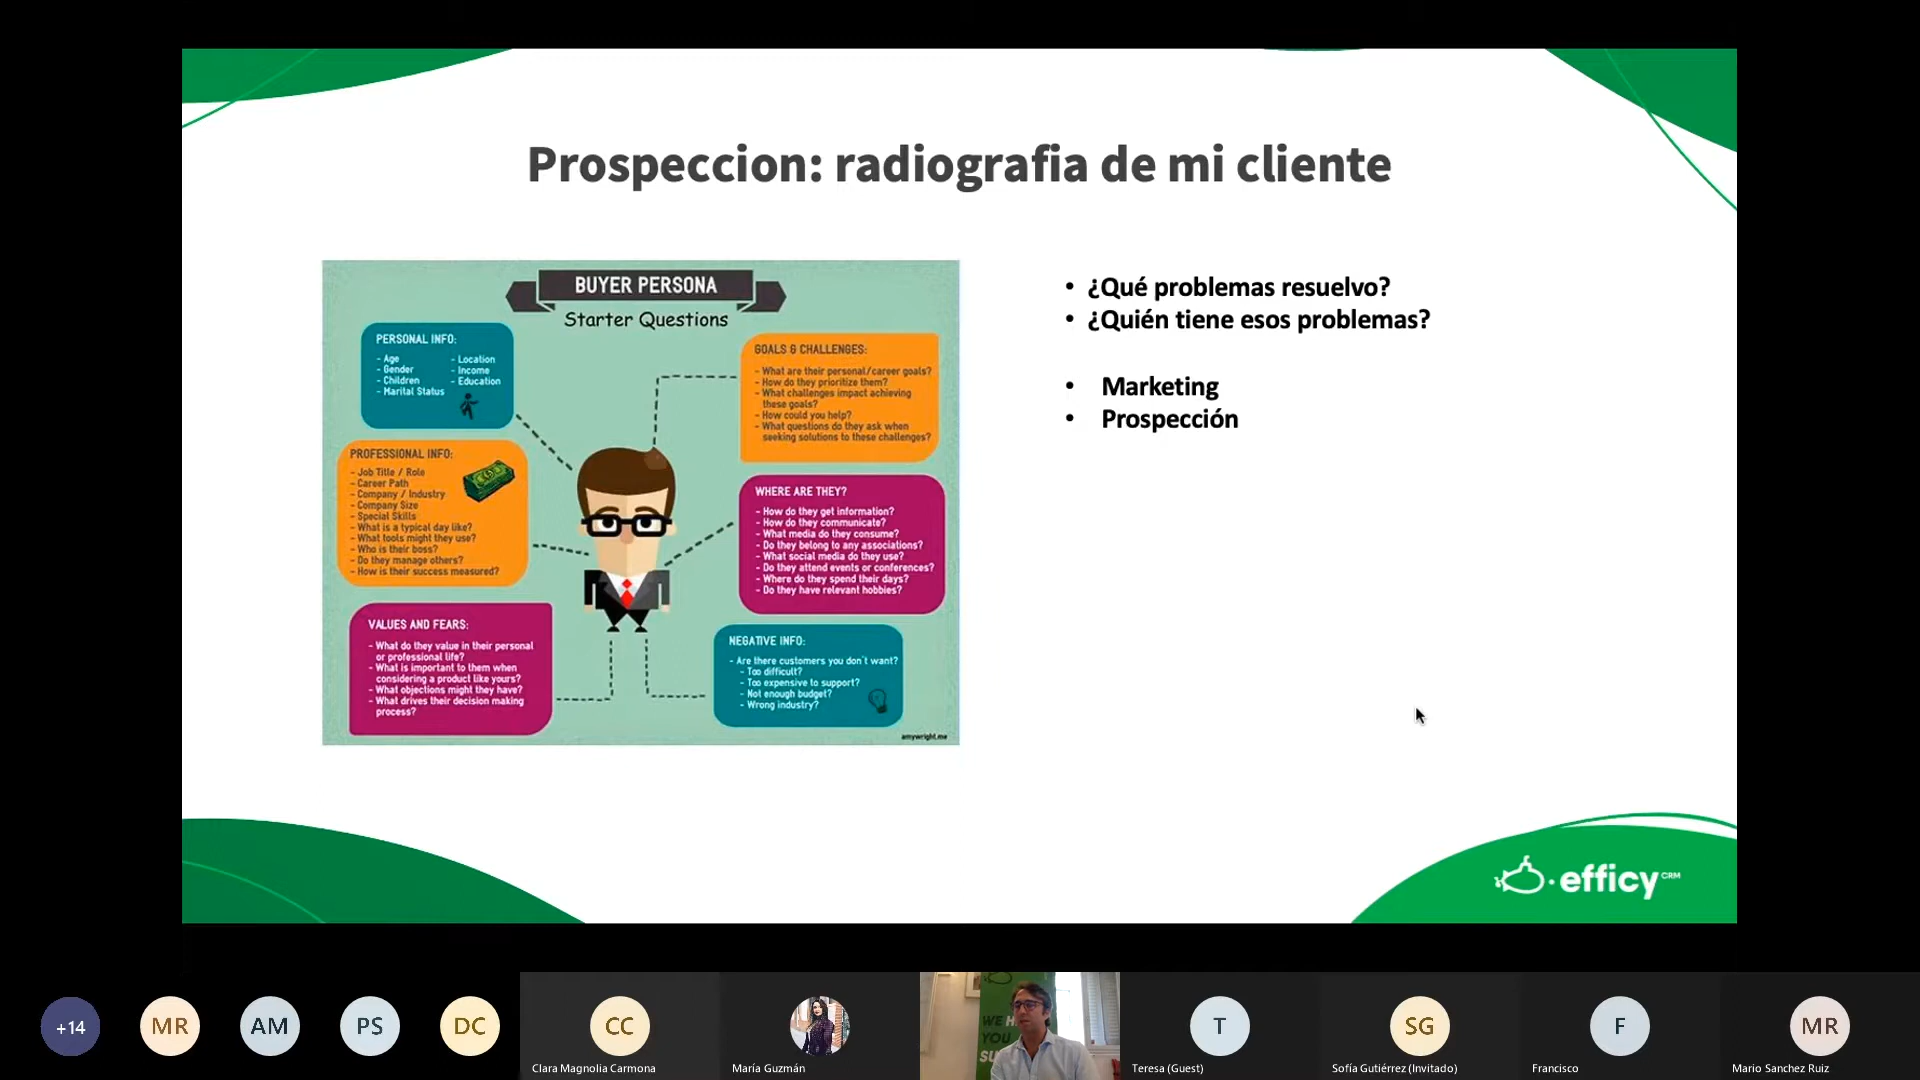 Prospeccion: radiografia de mi cliente
BUYER PERSONA
Starter Questions
PERSONAL INFO:
- Age
- Gender
- Children
- Marital Status
- Location
- Income
- Education
PROFESSIONAL INFO:
- Job Title / Role
- Career Path
- Company / Industry
- Company Size
- Special Skills
- What is a typical day like?
- What tools might they use?
- Who is their boss?
- Do they manage others?
- How is their success measured?
VALUES AND FEARS:
- What do they value in their personal
or professional life?
- What is important to them when
considering a product like yours?
- What objections might they have?
- What drives their decision making
process?
GOALS & CHALLENGES:
- What are their personal/career goals?
- How do they prioritize them?
- What challenges impact achieving
these goals?
- How could you help?
- What questions do they ask when
seeking solutions to these challenges?
WHERE ARE THEY?
- How do they get information?
- How do they communicate?
- What media do they consume?
- Do they belong to any associations?
- What social media do they use?
- Do they attend events or conferences?
- Where do they spend their days?
- Do they have relevant hobbies?
NEGATIVE INFO:
- Are there customers you don't want?
- Too difficult?
- Too expensive to support?
- Not enough budget?
- Wrong industry?
amywright.me
• ¿Qué problemas resuelvo?
• ¿Quién tiene esos problemas?
• Marketing
• Prospección
efficy CRM
+14
MR
AM
PS
DC
CC
Clara Magnolia Carmona
María Guzmán
WE H
YOU
SU
T
Teresa (Guest)
SG
Sofía Gutiérrez (Invitado)
F
Francisco
MR
Mario Sanchez Ruiz